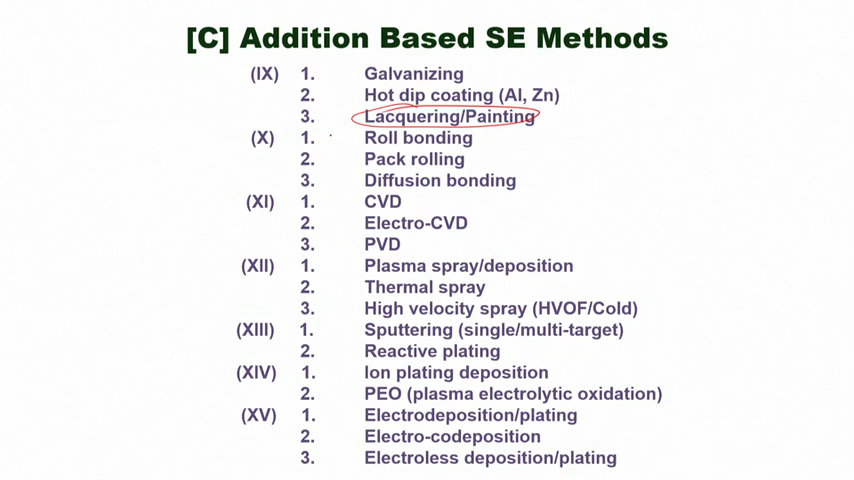 [C] Addition Based SE Methods
(IX) 1. Galvanizing
2. Hot dip coating (Al, Zn)
3. Lacquering/Painting
(X) 1. Roll bonding
2. Pack rolling
3. Diffusion bonding
(XI) 1. CVD
2. Electro-CVD
3. PVD
(XII) 1. Plasma spray/deposition
2. Thermal spray
3. High velocity spray (HVOF/Cold)
(XIII) 1. Sputtering (single/multi-target)
2. Reactive plating
(XIV) 1. Ion plating deposition
2. PEO (plasma electrolytic oxidation)
(XV) 1. Electrodeposition/plating
2. Electro-codeposition
3. Electroless deposition/plating